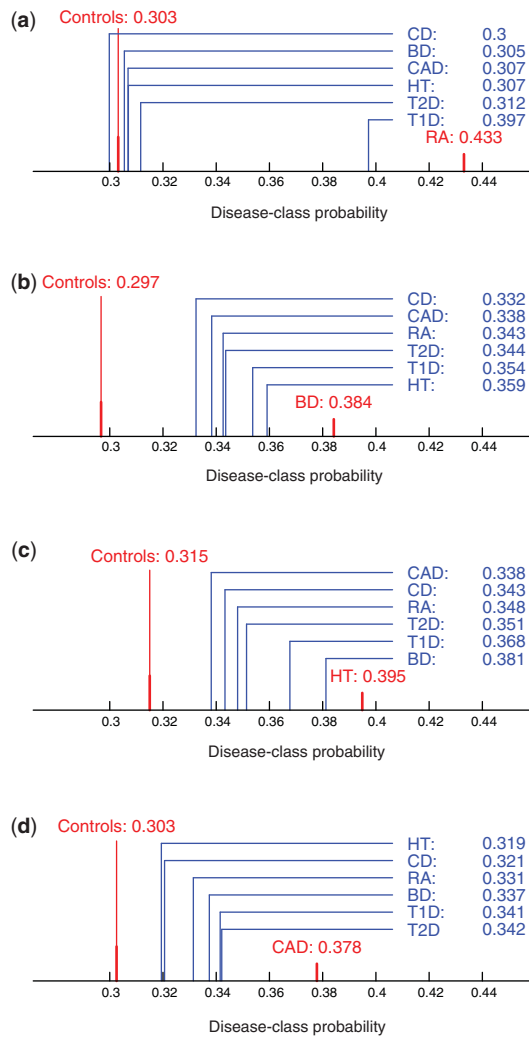 (a)
Controls: 0.303
CD: 0.3
BD: 0.305
CAD: 0.307
HT: 0.307
T2D: 0.312
T1D: 0.397
RA: 0.433
0.3 0.32 0.34 0.36 0.38 0.4 0.42 0.44
Disease-class probability
(b)
Controls: 0.297
CD: 0.332
CAD: 0.338
RA: 0.343
T2D: 0.344
T1D: 0.354
HT: 0.359
BD: 0.384
0.3 0.32 0.34 0.36 0.38 0.4 0.42 0.44
Disease-class probability
(c)
Controls: 0.315
CAD: 0.338
CD: 0.343
RA: 0.348
T2D: 0.351
T1D: 0.368
BD: 0.381
HT: 0.395
0.3 0.32 0.34 0.36 0.38 0.4 0.42 0.44
Disease-class probability
(d)
Controls: 0.303
HT: 0.319
CD: 0.321
RA: 0.331
BD: 0.337
T1D: 0.341
T2D 0.342
CAD: 0.378
0.3 0.32 0.34 0.36 0.38 0.4 0.42 0.44
Disease-class probability